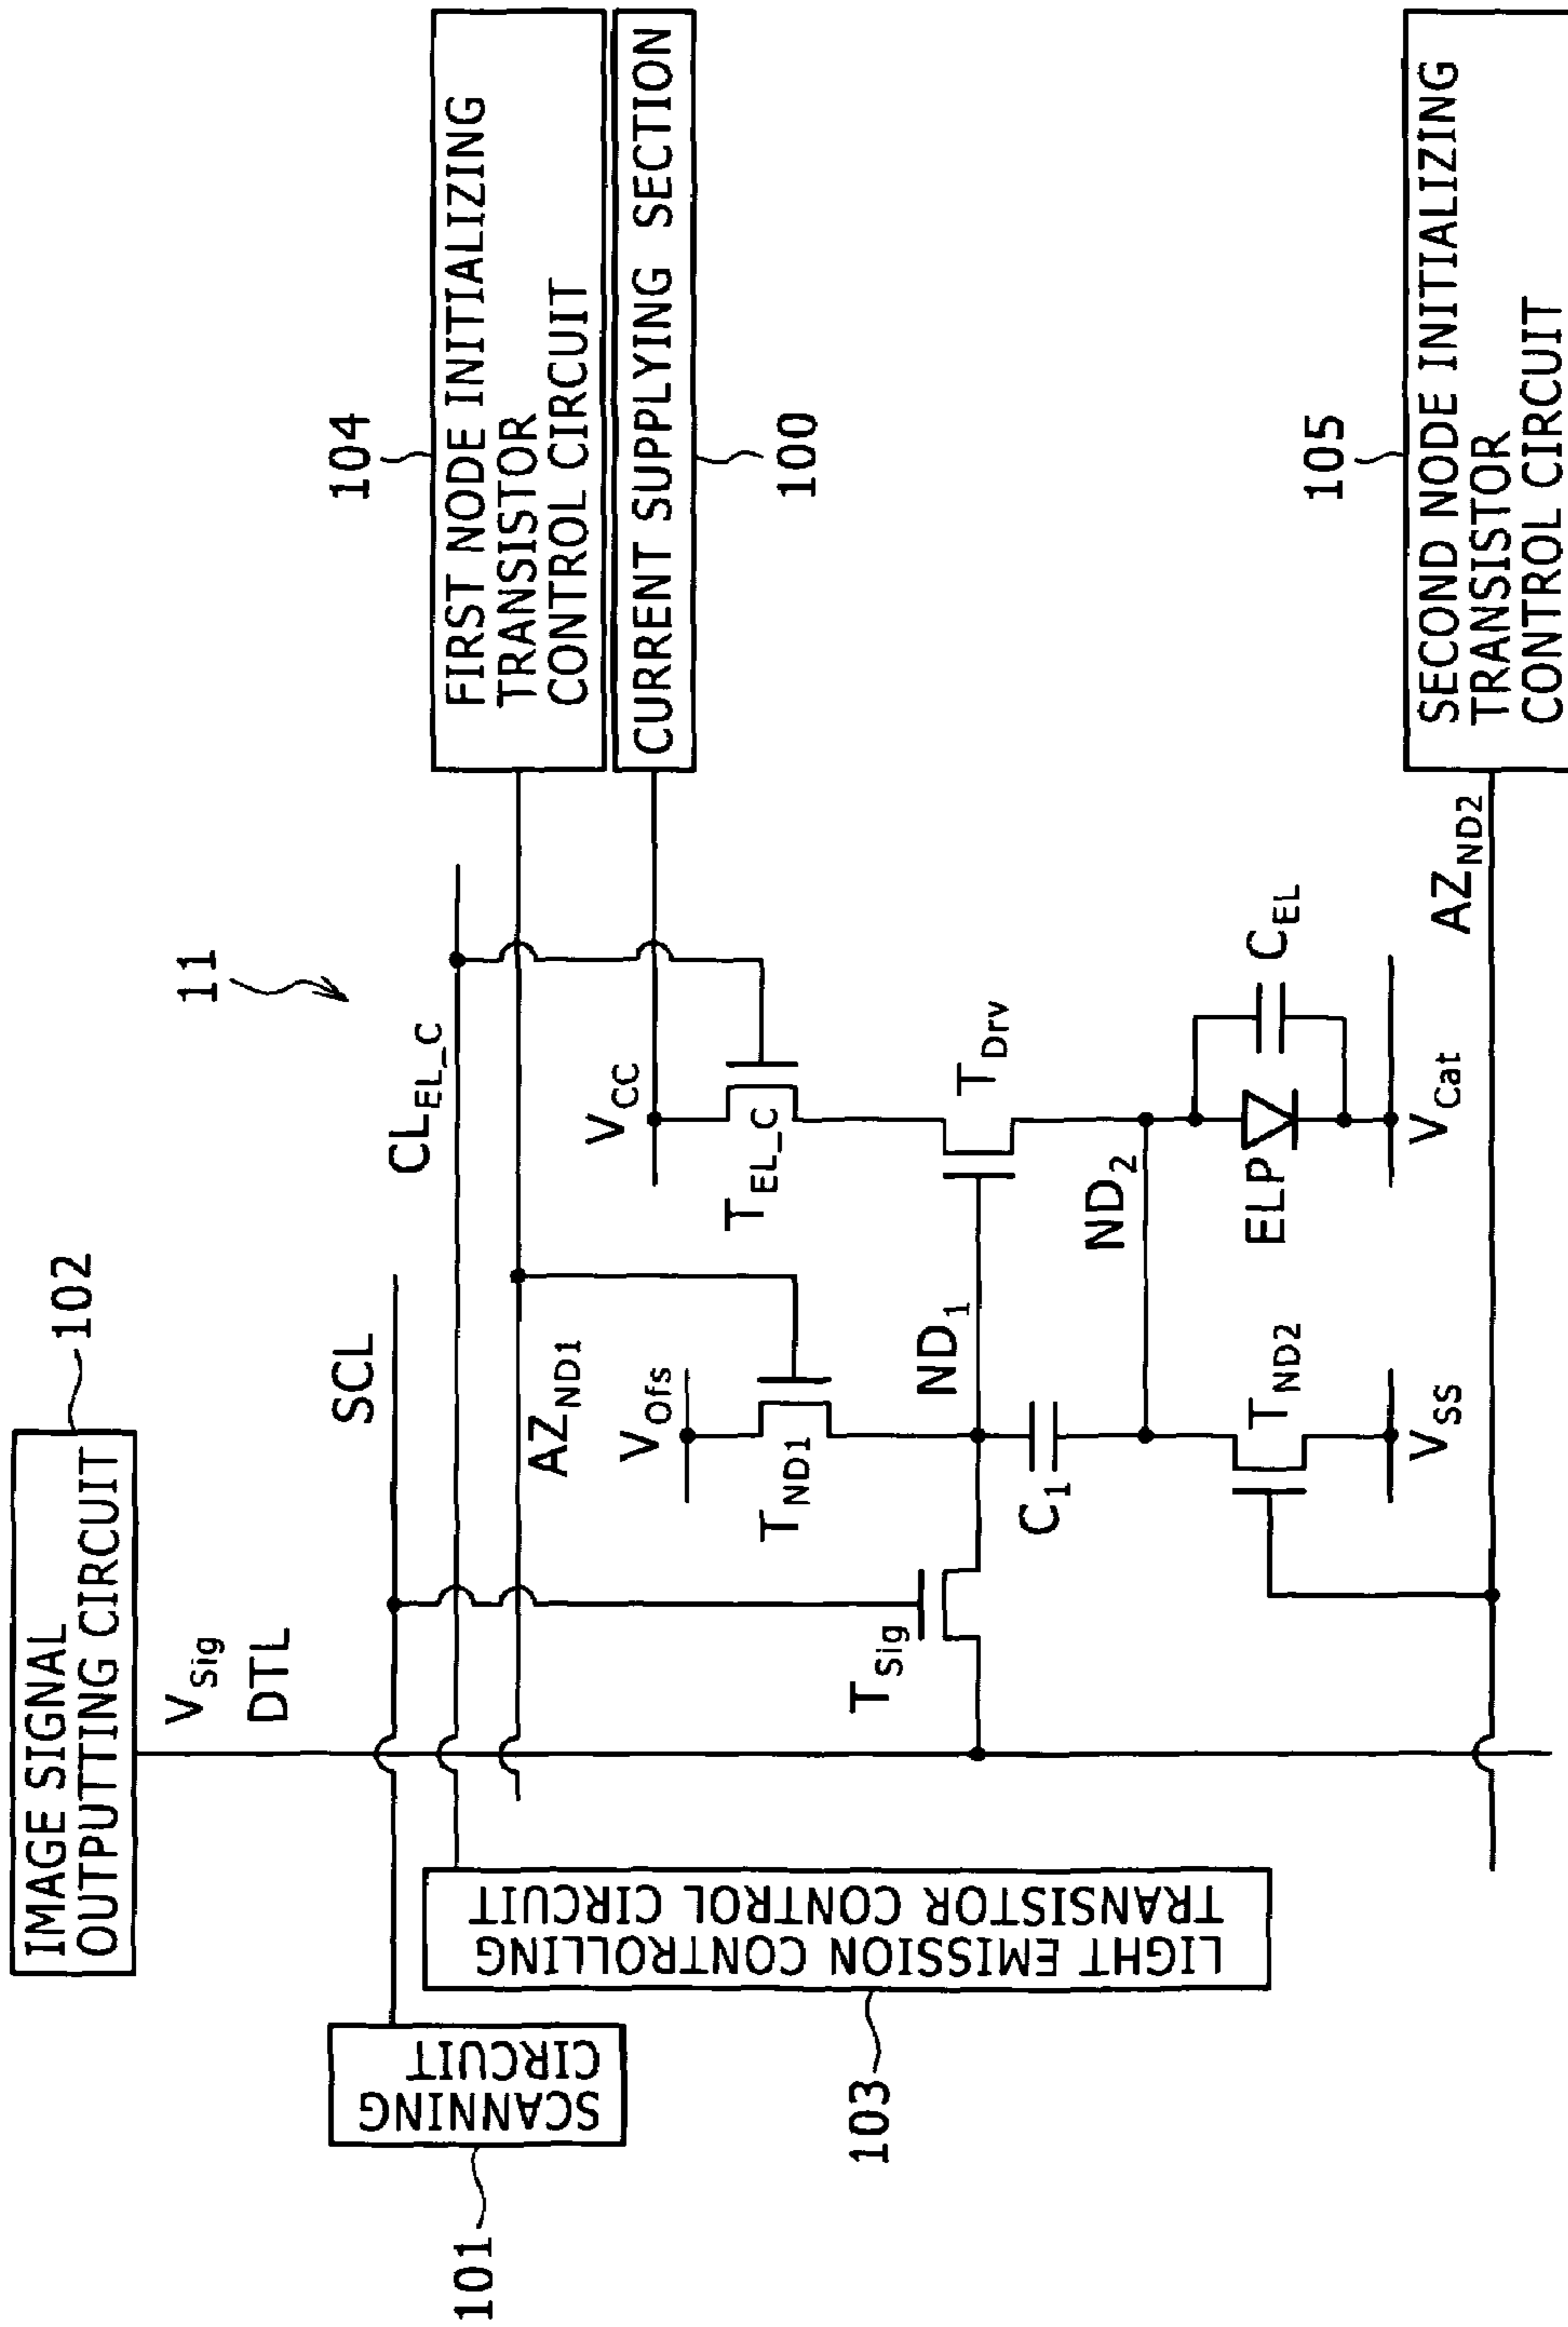 IMAGE SIGNAL
OUTPUTTING CIRCUIT
102
V_Sig
DTL
SCL
CL_EL_C
11
101
SCANNING
CIRCUIT
103
LIGHT EMISSION CONTROLLING
TRANSISTOR CONTROL CIRCUIT
104
FIRST NODE INITIALIZING
TRANSISTOR
CONTROL CIRCUIT
CURRENT SUPPLYING SECTION
100
AZ_ND1
V_Ofs
V_CC
T_ND1
T_EL_C
T_Sig
ND_1
T_Drv
C_1
ND_2
T_ND2
ELP
C_EL
V_SS
V_Cat
105
AZ_ND2
SECOND NODE INITIALIZING
TRANSISTOR
CONTROL CIRCUIT